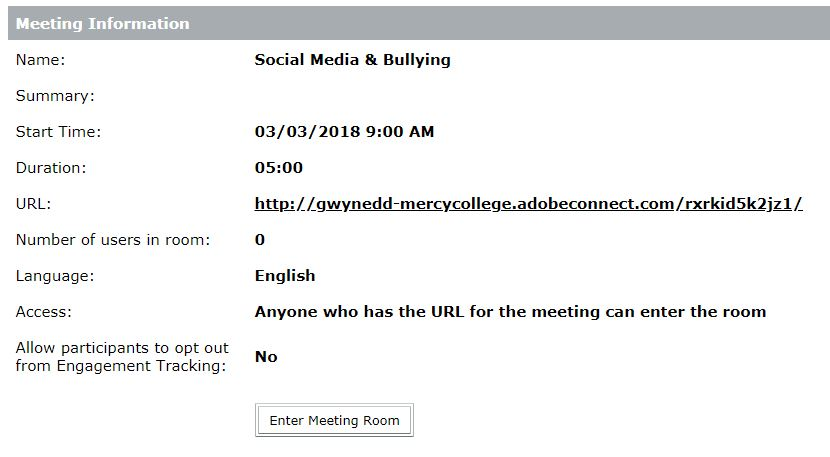 Meeting Information
Name: Social Media & Bullying
Summary:
Start Time: 03/03/2018 9:00 AM
Duration: 05:00
URL: http://gwynedd-mercycollege.adobeconnect.com/rxrkid5k2jz1/
Number of users in room: 0
Language: English
Access: Anyone who has the URL for the meeting can enter the room
Allow participants to opt out
from Engagement Tracking: No
Enter Meeting Room